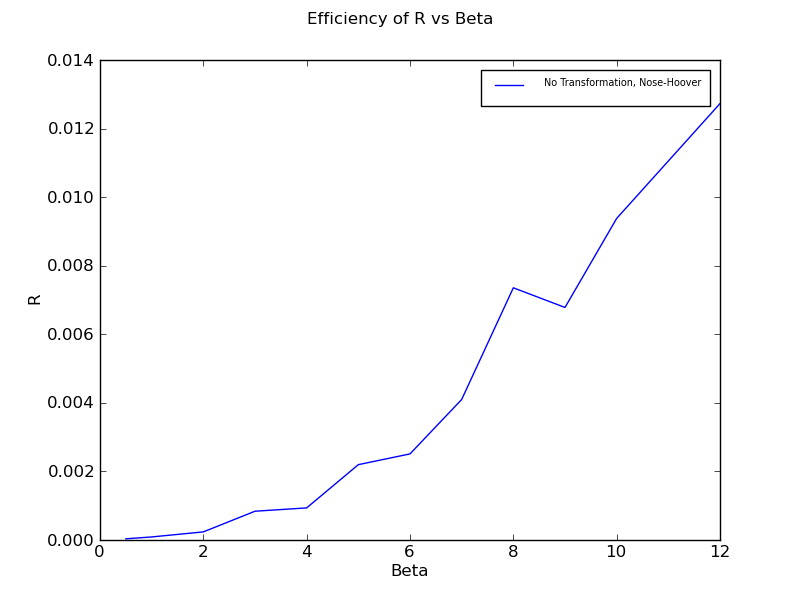 Efficiency of R vs Beta
No Transformation, Nose-Hoover
0.014
0.012
0.010
0.008
0.006
0.004
0.002
0.000
R
0 2 4 6 8 10 12
Beta